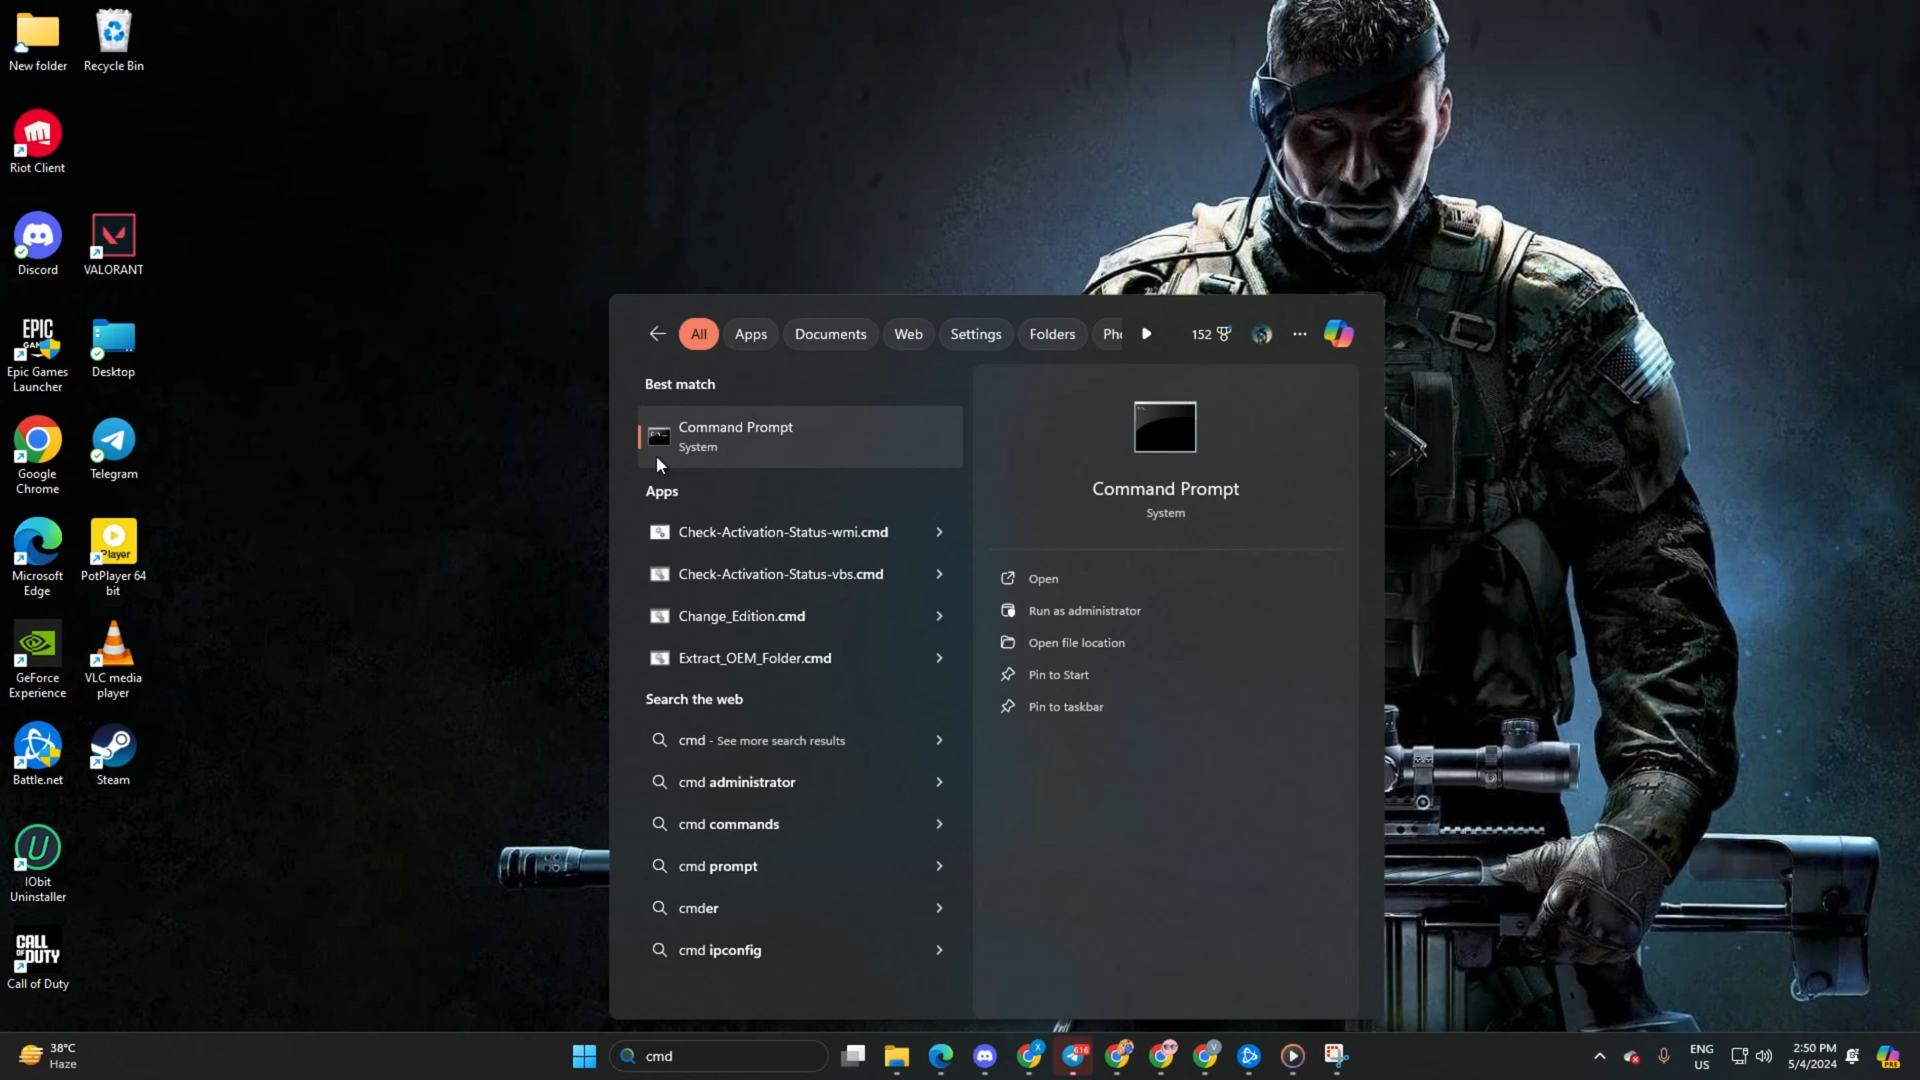 New folder
Recycle Bin
Riot Client
Discord
VALORANT
EPIC
GAMES
Epic Games
Launcher
Desktop
Google
Chrome
Telegram
Microsoft
Edge
Player
PotPlayer 64
bit
GeForce
Experience
VLC media
player
Battle.net
Steam
IObit
Uninstaller
CALL
OF DUTY
Call of Duty
All
Apps
Documents
Web
Settings
Folders
Pho
152
Best match
Command Prompt
System
Apps
Check-Activation-Status-wmi.cmd
Check-Activation-Status-vbs.cmd
Change_Edition.cmd
Extract_OEM_Folder.cmd
Search the web
cmd - See more search results
cmd administrator
cmd commands
cmd prompt
cmder
cmd ipconfig
Command Prompt
System
Open
Run as administrator
Open file location
Pin to Start
Pin to taskbar
38°C
Haze
cmd
X
616
V
ENG
US
2:50 PM
5/4/2024
PRE